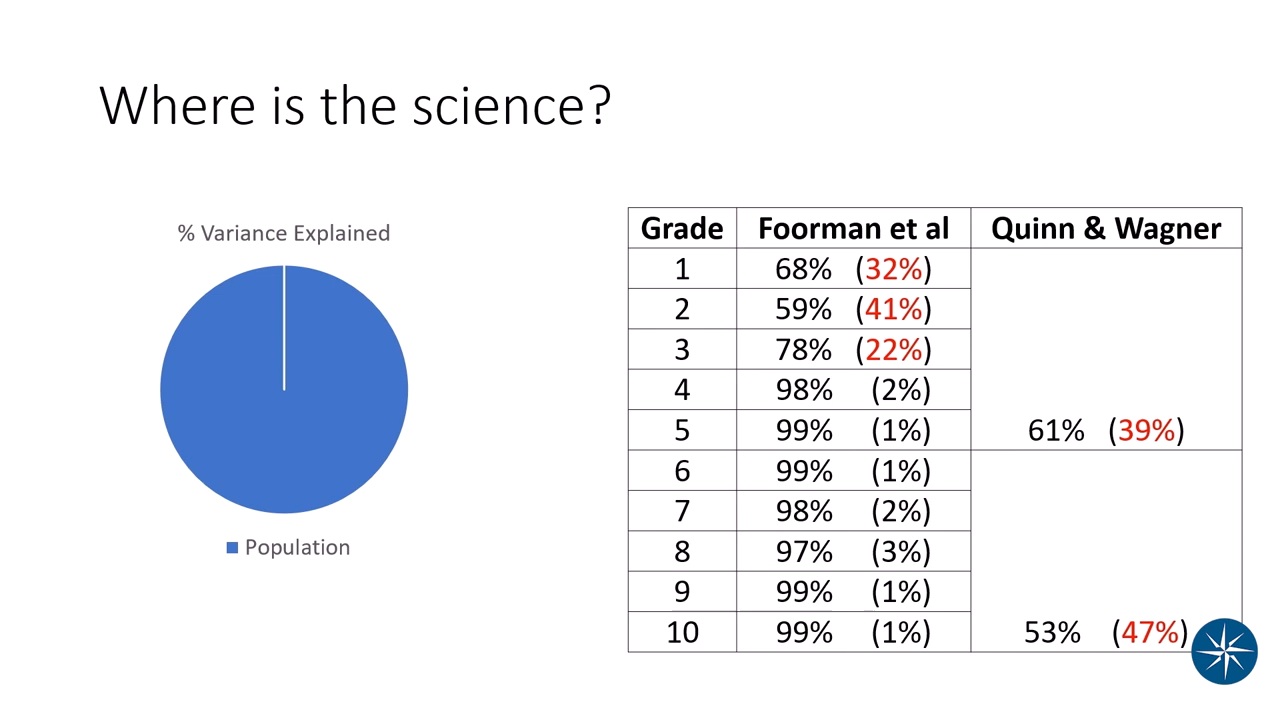 Where is the science?
% Variance Explained
Population
Grade Foorman et al Quinn & Wagner
1 68% (32%)
2 59% (41%)
3 78% (22%)
4 98% (2%)
5 99% (1%) 61% (39%)
6 99% (1%)
7 98% (2%)
8 97% (3%)
9 99% (1%)
10 99% (1%) 53% (47%)